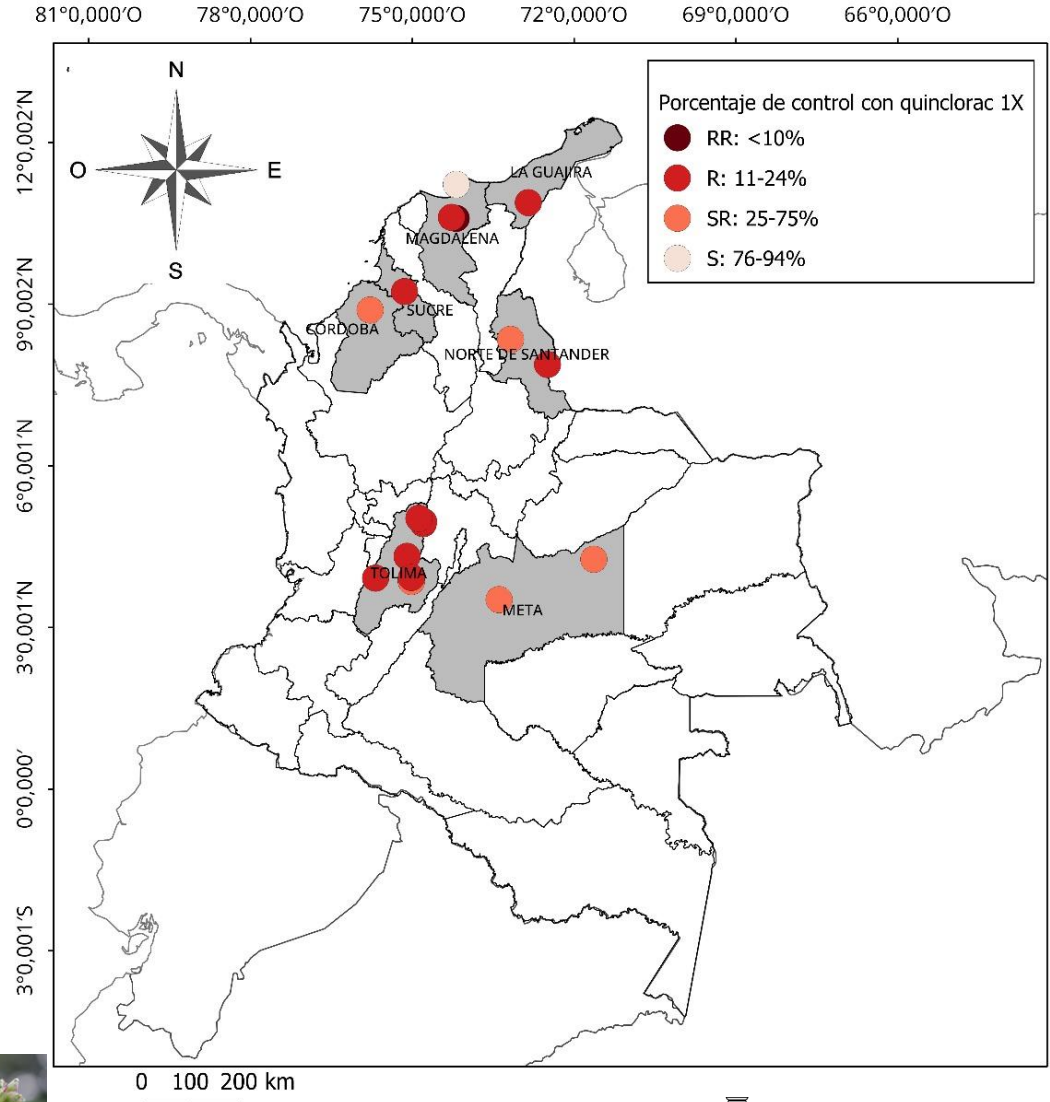 81°0,000'O 78°0,000'O 75°0,000'O 72°0,000'O 69°0,000'O 66°0,000'O
12°0,002'N
9°0,002'N
6°0,001'N
3°0,001'N
0°0,000'
3°0,001'S
N
O
E
S
Porcentaje de control con quinclorac 1X
RR: <10%
R: 11-24%
SR: 25-75%
S: 76-94%
LA GUAJIRA
MAGDALENA
SUCRE
CÓRDOBA
NORTE DE SANTANDER
TOLIMA
META
0 100 200 km